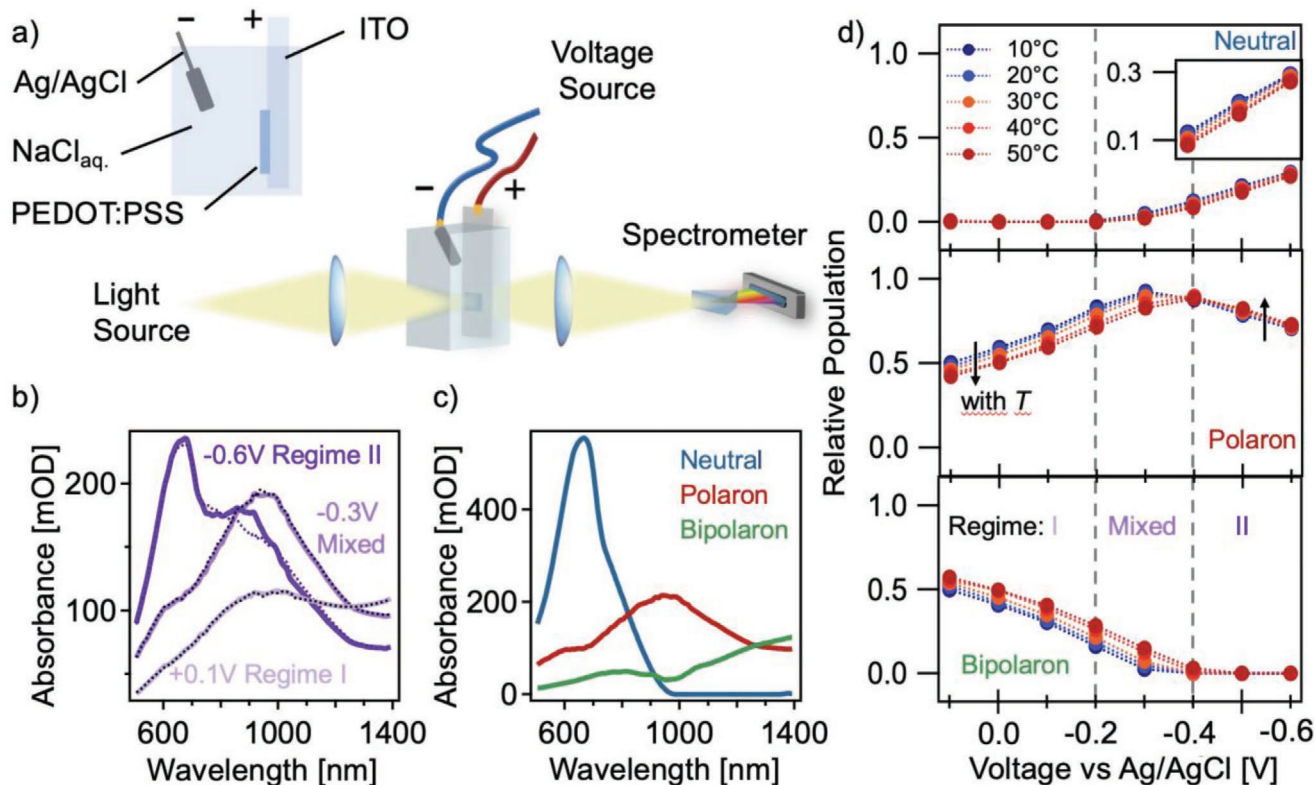 a)
−
+
ITO
Ag/AgCl
NaClaq.
PEDOT:PSS
Voltage
Source
−
+
Spectrometer
Light
Source
b)
Absorbance [mOD]
200
100
-0.6V Regime II
-0.3V
Mixed
+0.1V Regime I
600
1000
1400
Wavelength [nm]
c)
Absorbance [mOD]
400
200
0
Neutral
Polaron
Bipolaron
600
1000
1400
Wavelength [nm]
d)
Relative Population
1.0
0.5
0.0
10°C
20°C
30°C
40°C
50°C
Neutral
0.3
0.1
1.0
0.5
0.0
with T
Polaron
1.0
0.5
0.0
Regime: I
Mixed
II
Bipolaron
0.0
-0.2
-0.4
-0.6
Voltage vs Ag/AgCl [V]